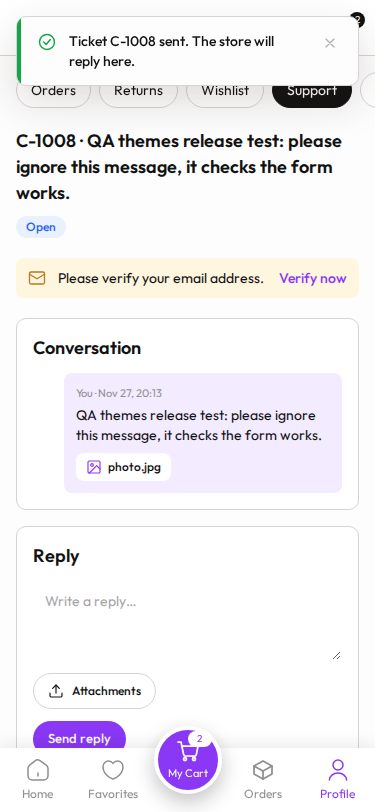 2
Ticket C-1008 sent. The store will
reply here.
Orders
Returns
Wishlist
Support
C-1008 · QA themes release test: please
ignore this message, it checks the form
works.
Open
Please verify your email address.
Verify now
Conversation
You · Nov 27, 20:13
QA themes release test: please ignore
this message, it checks the form works.
photo.jpg
Reply
Write a reply…
Attachments
Send reply
2
My Cart
Home
Favorites
Orders
Profile